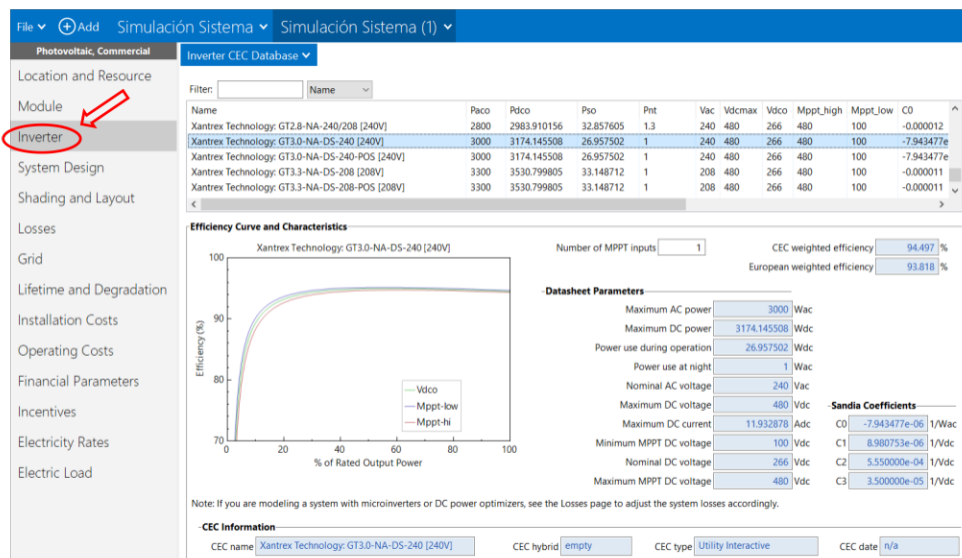 File Add Simulación Sistema Simulación Sistema (1)
Photovoltaic, Commercial
Location and Resource
Module
Inverter
System Design
Shading and Layout
Losses
Grid
Lifetime and Degradation
Installation Costs
Operating Costs
Financial Parameters
Incentives
Electricity Rates
Electric Load
Inverter CEC Database
Filter: Name
Name Paco Pdco Pso Pnt Vac Vdcmax Vdco Mppt_high Mppt_low C0
Xantrex Technology: GT2.8-NA-240/208 [240V] 2800 2983.910156 32.857605 1.3 240 480 266 480 100 -0.000012
Xantrex Technology: GT3.0-NA-DS-240 [240V] 3000 3174.145508 26.957502 1 240 480 266 480 100 -7.943477e
Xantrex Technology: GT3.0-NA-DS-240-POS [240V] 3000 3174.145508 26.957502 1 240 480 266 480 100 -7.943477e
Xantrex Technology: GT3.3-NA-DS-208 [208V] 3300 3530.799805 33.148712 1 208 480 266 480 100 -0.000011
Xantrex Technology: GT3.3-NA-DS-208-POS [208V] 3300 3530.799805 33.148712 1 208 480 266 480 100 -0.000011
Efficiency Curve and Characteristics
Xantrex Technology: GT3.0-NA-DS-240 [240V]
100
90
80
70
Efficiency (%)
Vdco
Mppt-low
Mppt-hi
0 20 40 60 80 100
% of Rated Output Power
Number of MPPT inputs 1
CEC weighted efficiency 94.497 %
European weighted efficiency 93.818 %
Datasheet Parameters
Maximum AC power 3000 Wac
Maximum DC power 3174.145508 Wdc
Power use during operation 26.957502 Wdc
Power use at night 1 Wac
Nominal AC voltage 240 Vac
Maximum DC voltage 480 Vdc
Maximum DC current 11.932878 Adc
Minimum MPPT DC voltage 100 Vdc
Nominal DC voltage 266 Vdc
Maximum MPPT DC voltage 480 Vdc
Sandia Coefficients
C0 -7.943477e-06 1/Wac
C1 8.980753e-06 1/Vdc
C2 5.550000e-04 1/Vdc
C3 3.500000e-05 1/Vdc
Note: If you are modeling a system with microinverters or DC power optimizers, see the Losses page to adjust the system losses accordingly.
CEC Information
CEC name Xantrex Technology: GT3.0-NA-DS-240 [240V] CEC hybrid empty CEC type Utility Interactive CEC date n/a